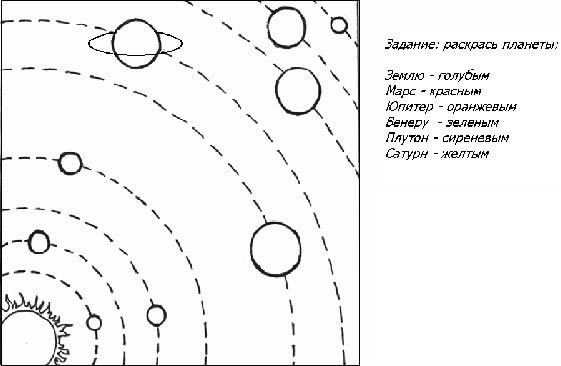 Задание: раскрась планеты:
Землю - голубым
Марс - красным
Юпитер - оранжевым
Венеру - зеленым
Плутон - сиреневым
Сатурн - желтым